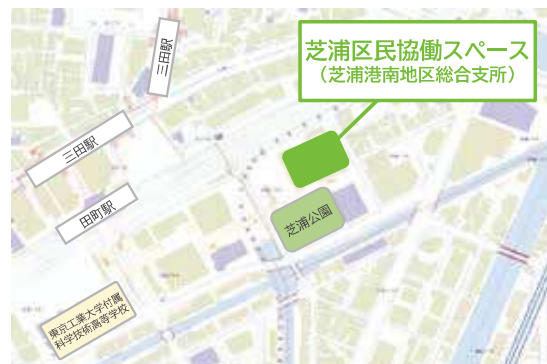 芝浦区民協働スペース
（芝浦港南地区総合支所）
三田駅
三田駅
田町駅
芝浦公園
東京工業大学付属
科学技術高等学校